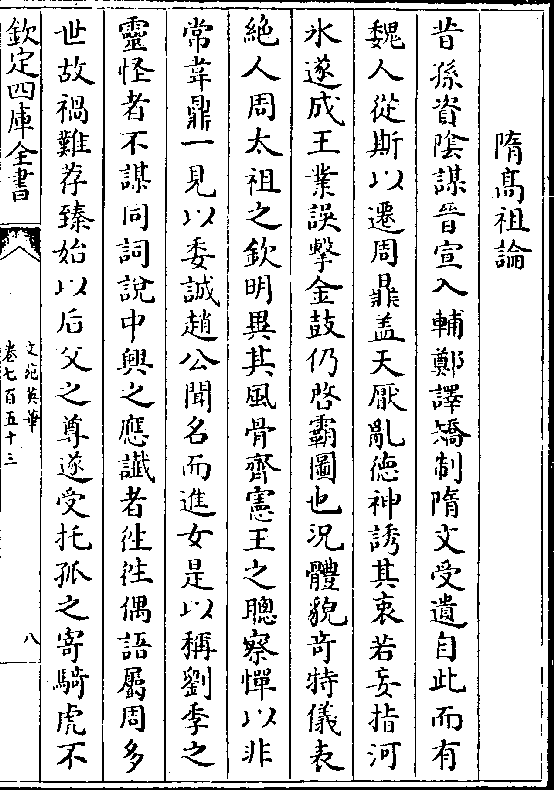 隋髙祖論
昔孫資陰謀晉宣入輔鄭譯矯制隋文受遺自此而有
魏人從斯以遷周鼎盖天厭亂徳神誘其衷若妄指河
氷遂成王業誤擊金鼓仍啓霸圖也況體貌竒特儀表
絶人周太祖之欽明異其風骨齊憲王之聰察憚以非
常韋鼎一見以委誠趙公聞名而進女是以稱劉季之
靈怪者不謀同詞説中興之應讖者徃徃偶語屬周多
世故禍難荐臻始以后父之尊遂受托孤之寄騎虎不
欽定四庫全書
文苑英華
卷七百五十三
八